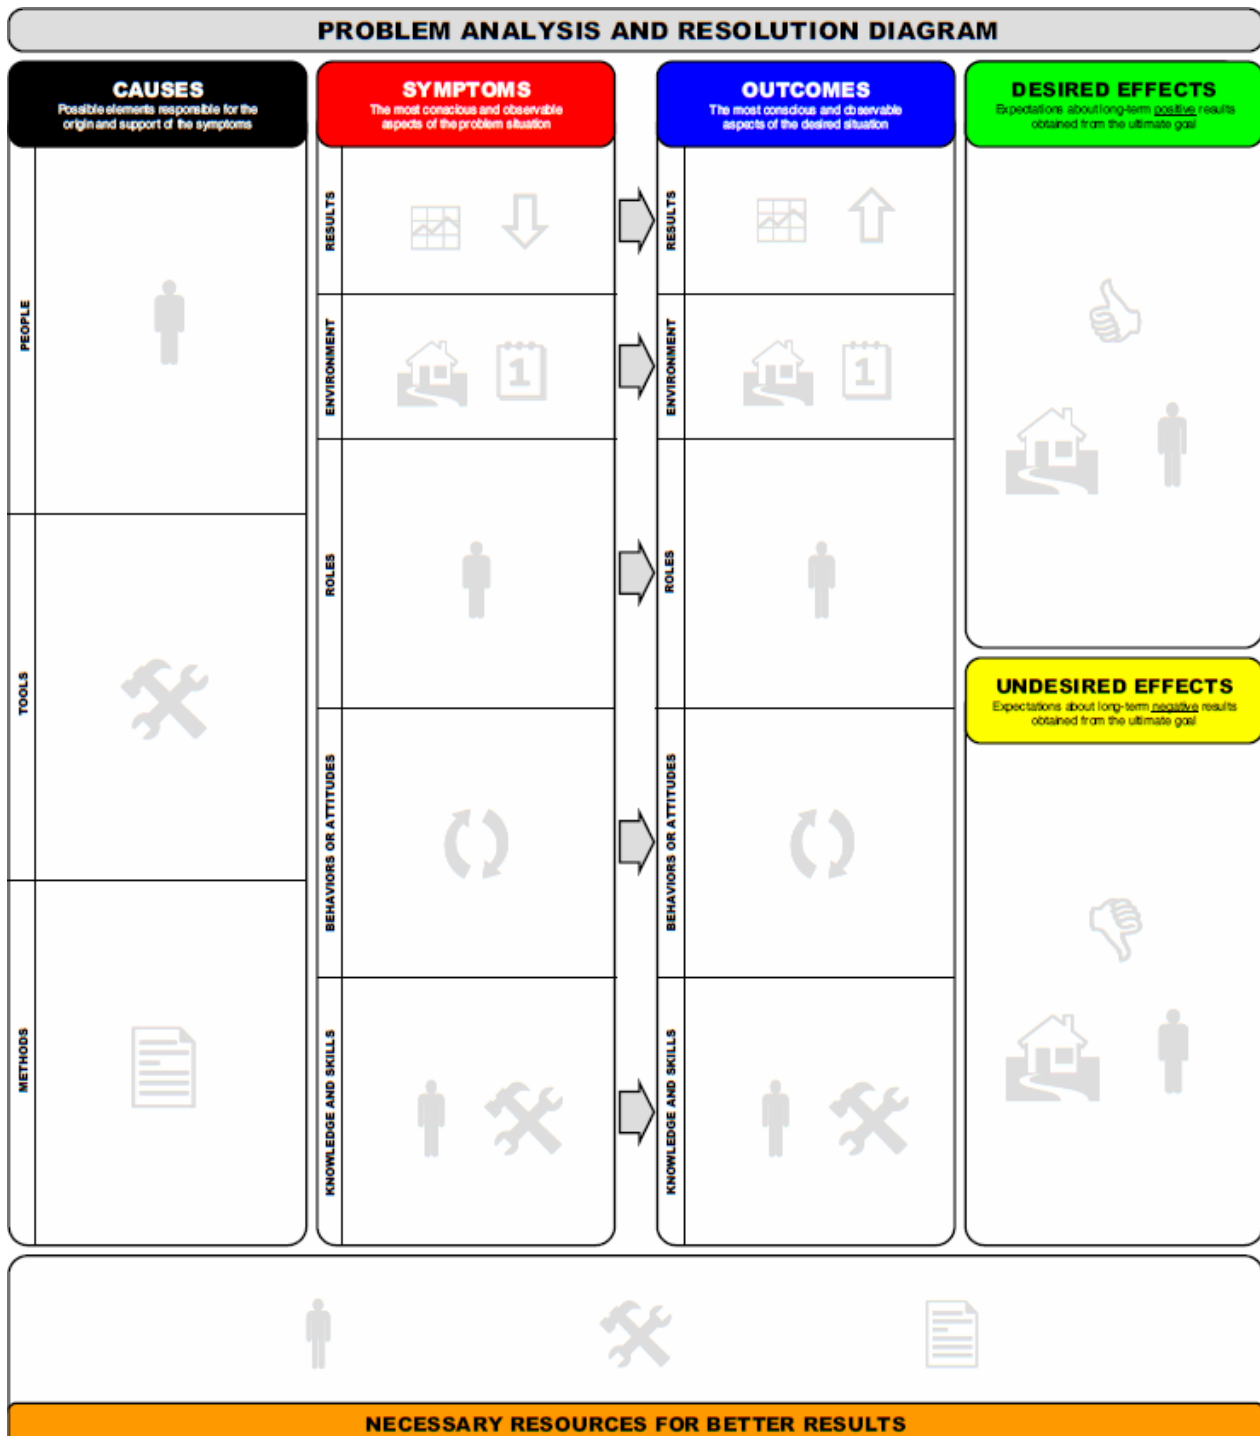 PROBLEM ANALYSIS AND RESOLUTION DIAGRAM
CAUSES
Possible elements responsible for the
origin and support of the symptoms
PEOPLE
TOOLS
METHODS
SYMPTOMS
The most conscious and observable
aspects of the problem situation
RESULTS
ENVIRONMENT
1
ROLES
BEHAVIORS OR ATTITUDES
KNOWLEDGE AND SKILLS
OUTCOMES
The most conscious and observable
aspects of the desired situation
RESULTS
ENVIRONMENT
1
ROLES
BEHAVIORS OR ATTITUDES
KNOWLEDGE AND SKILLS
DESIRED EFFECTS
Expectations about long-term positive results
obtained from the ultimate goal
UNDESIRED EFFECTS
Expectations about long-term negative results
obtained from the ultimate goal
NECESSARY RESOURCES FOR BETTER RESULTS